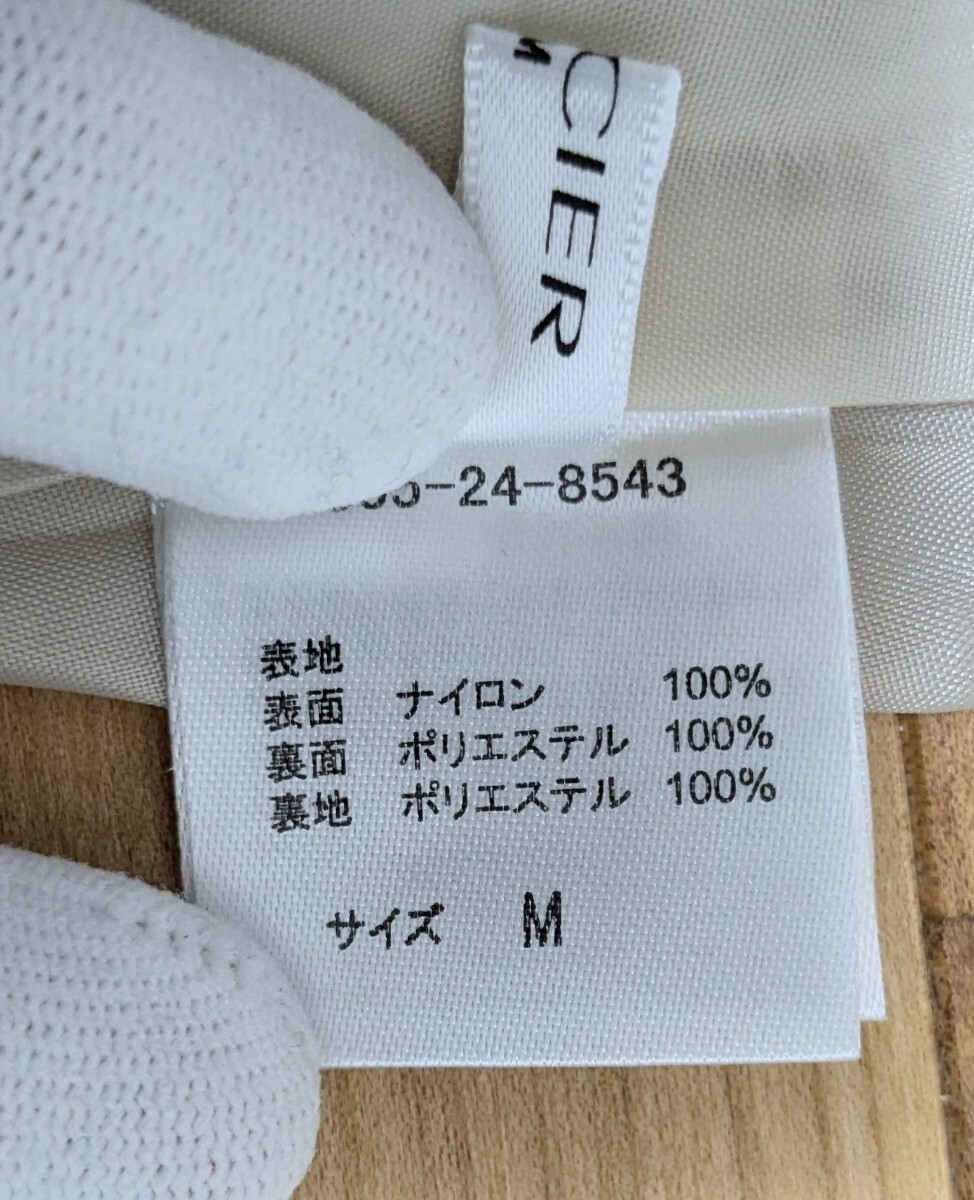 CIER
M
55-24-8543
表地
表面 ナイロン 100%
裏面 ポリエステル 100%
裏地 ポリエステル 100%
サイズ M